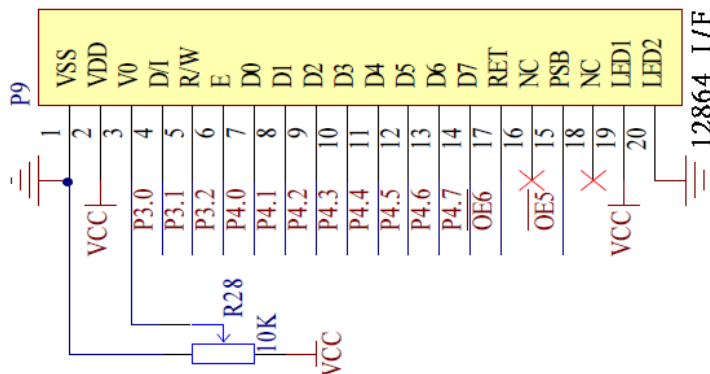 P9
VSS
VDD
V0
D/I
R/W
E
D0
D1
D2
D3
D4
D5
D6
D7
RET
NC
PSB
NC
LED1
LED2
12864 I/F
1
2
3
4
5
6
7
8
9
10
11
12
13
14
17
16
15
18
19
20
VCC
P3.0
P3.1
P3.2
P4.0
P4.1
P4.2
P4.3
P4.4
P4.5
P4.6
P4.7
OE6
OE5
VCC
R28
10K
VCC